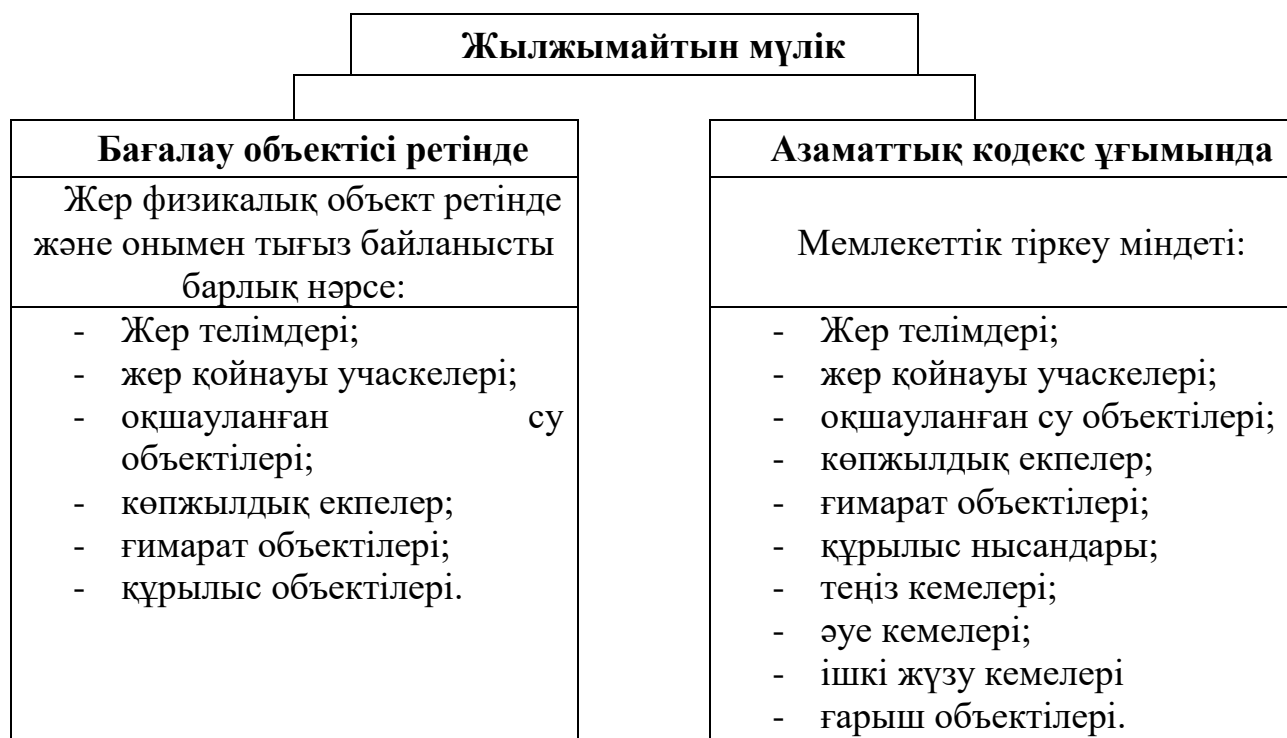 Жылжымайтын мүлік
Бағалау объектісі ретінде
Жер физикалық объект ретінде
және онымен тығыз байланысты
барлық нәрсе:
- Жер телімдері;
- жер қойнауы учаскелері;
- оқшауланған су
объектілері;
- көпжылдық екпелер;
- ғимарат объектілері;
- құрылыс объектілері.
Азаматтық кодекс ұғымында
Мемлекеттік тіркеу міндеті:
- Жер телімдері;
- жер қойнауы учаскелері;
- оқшауланған су объектілері;
- көпжылдық екпелер;
- ғимарат объектілері;
- құрылыс нысандары;
- теңіз кемелері;
- әуе кемелері;
- ішкі жүзу кемелері
- ғарыш объектілері.